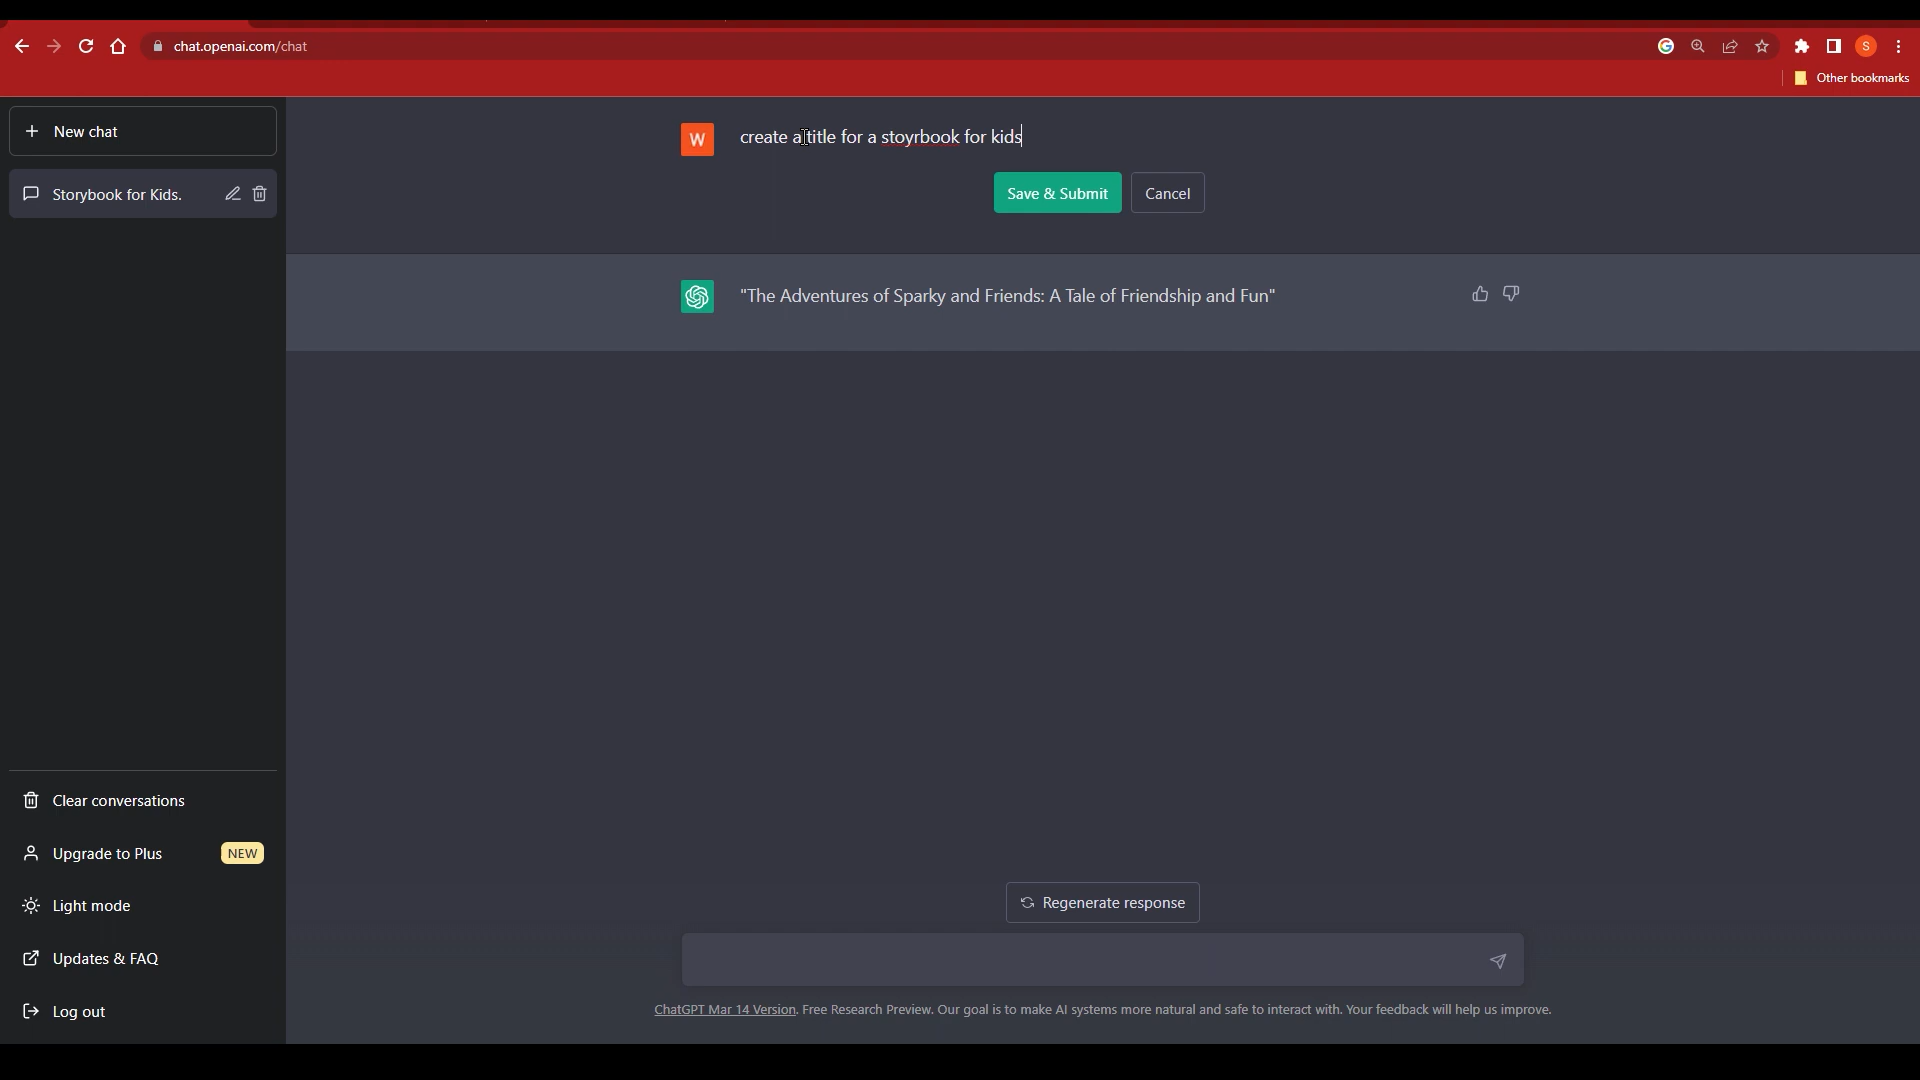 chat.openai.com/chat
S
Other bookmarks
New chat
Storybook for Kids.
W
create a title for a stoyrbook for kids
Save & Submit
Cancel
"The Adventures of Sparky and Friends: A Tale of Friendship and Fun"
Clear conversations
Upgrade to Plus
NEW
Light mode
Updates & FAQ
Log out
Regenerate response
ChatGPT Mar 14 Version. Free Research Preview. Our goal is to make AI systems more natural and safe to interact with. Your feedback will help us improve.